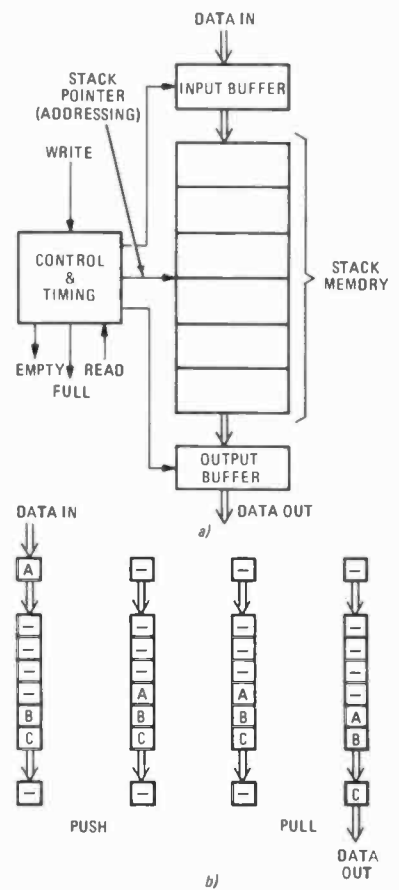 DATA IN
STACK
POINTER
(ADDRESSING)
INPUT BUFFER
WRITE
CONTROL
&
TIMING
STACK
MEMORY
EMPTY
READ
FULL
OUTPUT
BUFFER
DATA OUT
a)
DATA IN
A
—
—
—
—
B
C
—
—
—
—
—
A
B
C
—
—
—
—
—
A
B
C
—
—
—
—
—
A
B
C
PUSH
PULL
DATA
OUT
b)